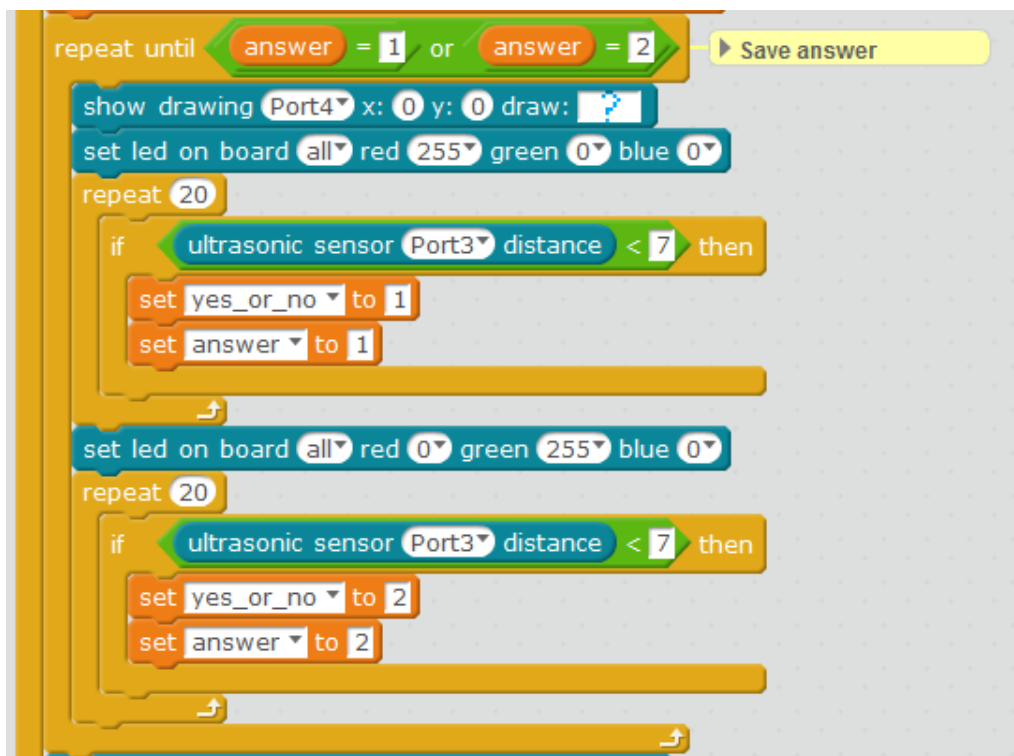 repeat until answer = 1 or answer = 2 Save answer
show drawing Port4 x: 0 y: 0 draw: ?
set led on board all red 255 green 0 blue 0
repeat 20
if ultrasonic sensor Port3 distance < 7 then
set yes_or_no to 1
set answer to 1
set led on board all red 0 green 255 blue 0
repeat 20
if ultrasonic sensor Port3 distance < 7 then
set yes_or_no to 2
set answer to 2